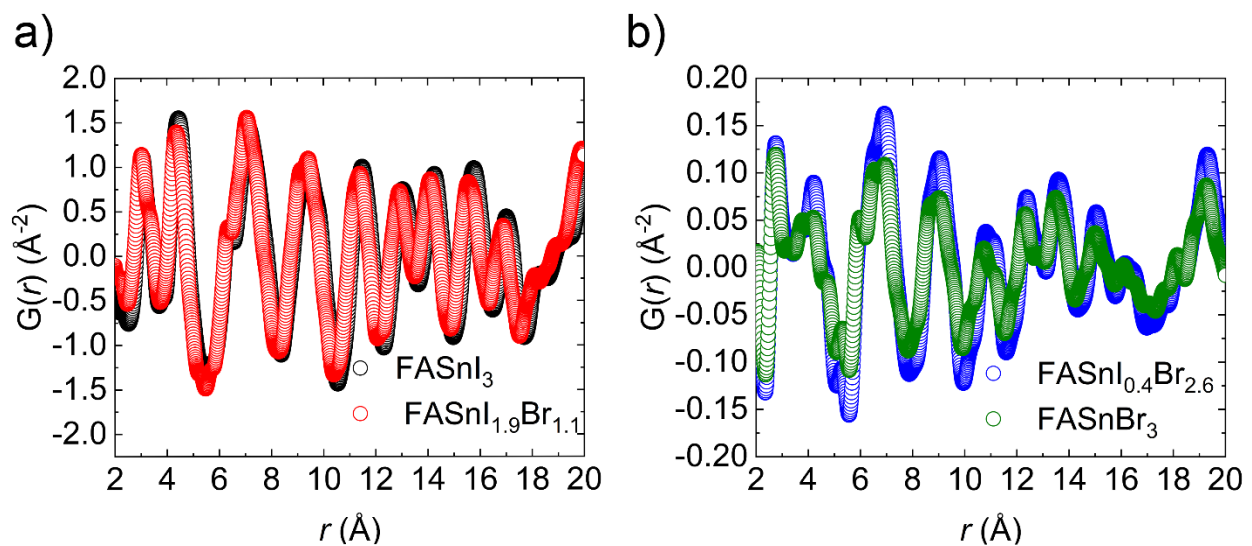 a)
2.0
1.5
1.0
0.5
0.0
-0.5
-1.0
-1.5
-2.0
G(r) (Å⁻²)
FASnI₃
FASnI₁.₉Br₁.₁
2 4 6 8 10 12 14 16 18 20
r (Å)
b)
0.20
0.15
0.10
0.05
0.00
-0.05
-0.10
-0.15
-0.20
G(r) (Å⁻²)
FASnI₀.₄Br₂.₆
FASnBr₃
2 4 6 8 10 12 14 16 18 20
r (Å)